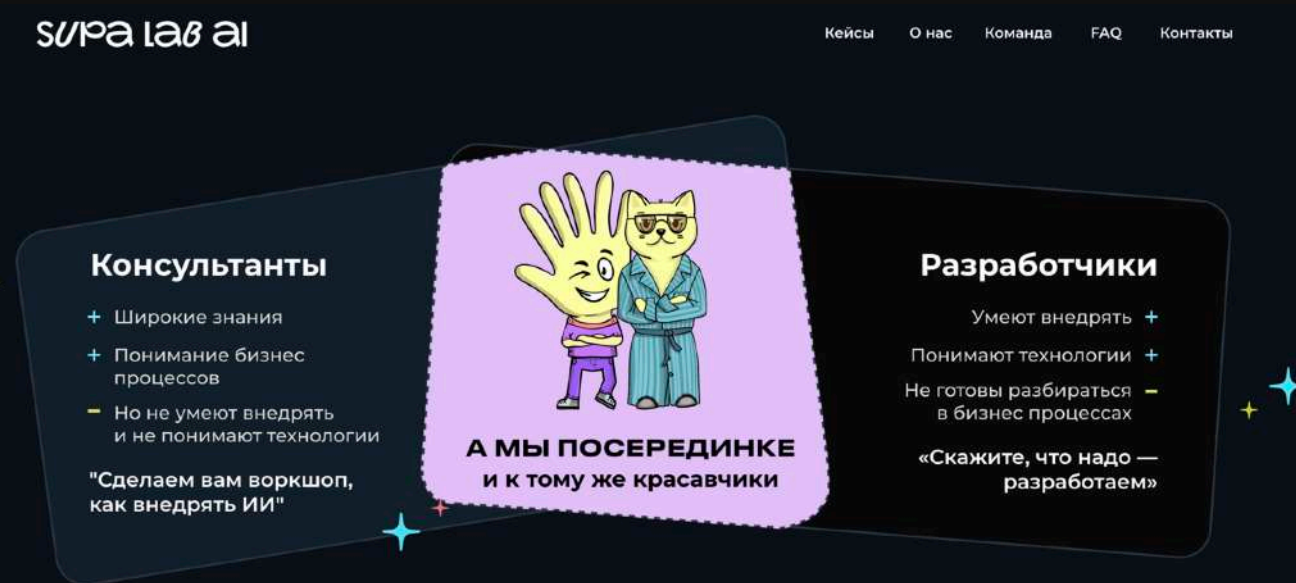 SUPA LAB AI
Кейсы
О нас
Команда
FAQ
Контакты
Консультанты
+ Широкие знания
+ Понимание бизнес
процессов
− Но не умеют внедрять
и не понимают технологии
"Сделаем вам воркшоп,
как внедрять ИИ"
А МЫ ПОСЕРЕДИНКЕ
и к тому же красавчики
Разработчики
Умеют внедрять +
Понимают технологии +
Не готовы разбираться −
в бизнес процессах
«Скажите, что надо —
разработаем»